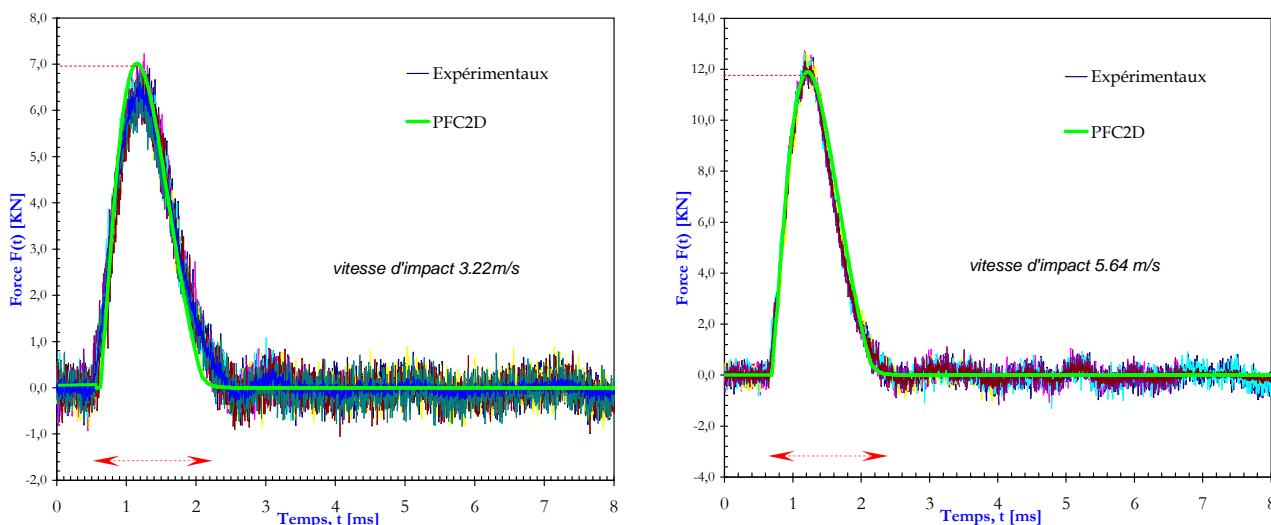 8,0
7,0
6,0
5,0
4,0
3,0
2,0
1,0
0,0
-1,0
-2,0
Force F(t) [KN]
Expérimentaux
PFC2D
vitesse d'impact 3.22m/s
0 1 2 3 4 5 6 7 8
Temps, t [ms]
14,0
12,0
10,0
8,0
6,0
4,0
2,0
0,0
-2,0
-4,0
Force F(t) [KN]
Expérimentaux
PFC2D
vitesse d'impact 5.64 m/s
0 1 2 3 4 5 6 7 8
Temps, t [ms]